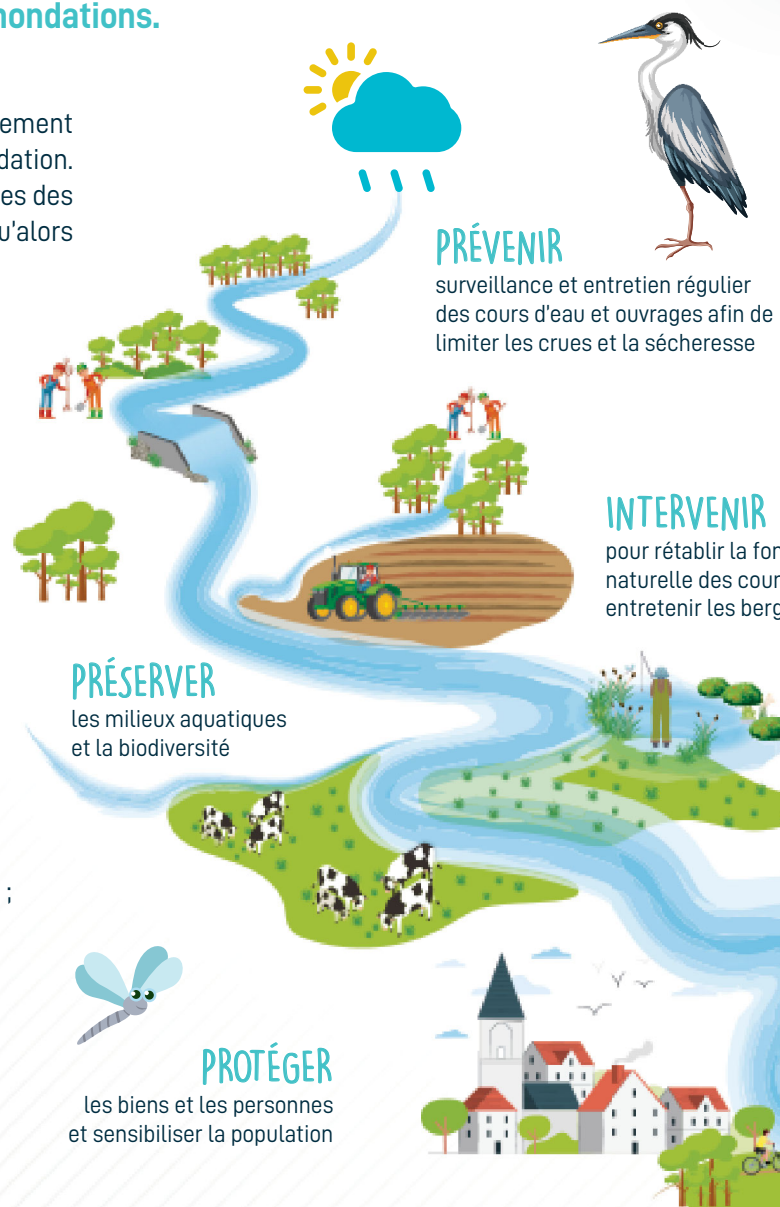 nondations.
ement
dation.
es des
u'alors
PRÉVENIR
surveillance et entretien régulier
des cours d'eau et ouvrages afin de
limiter les crues et la sécheresse
INTERVENIR
pour rétablir la fon
naturelle des cour
entretenir les berg
PRÉSERVER
les milieux aquatiques
et la biodiversité
;
PROTÉGER
les biens et les personnes
et sensibiliser la population